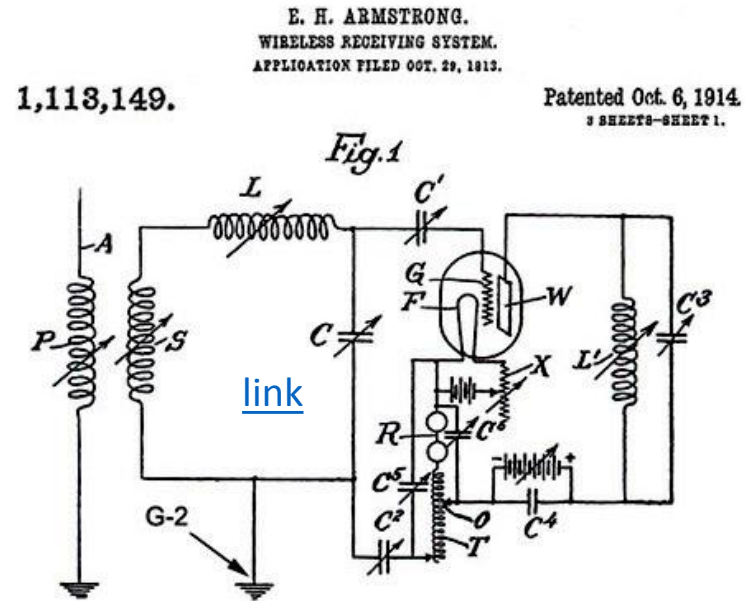 E. H. ARMSTRONG.
WIRELESS RECEIVING SYSTEM.
APPLICATION FILED OCT. 29, 1913.
1,113,149.
Patented Oct. 6, 1914.
3 SHEETS—SHEET 1.
Fig.1
L
C'
A
G
F
W
C3
P
S
C
X
L'
link
R
C6
C5
- +
G-2
C2
O
C4
T